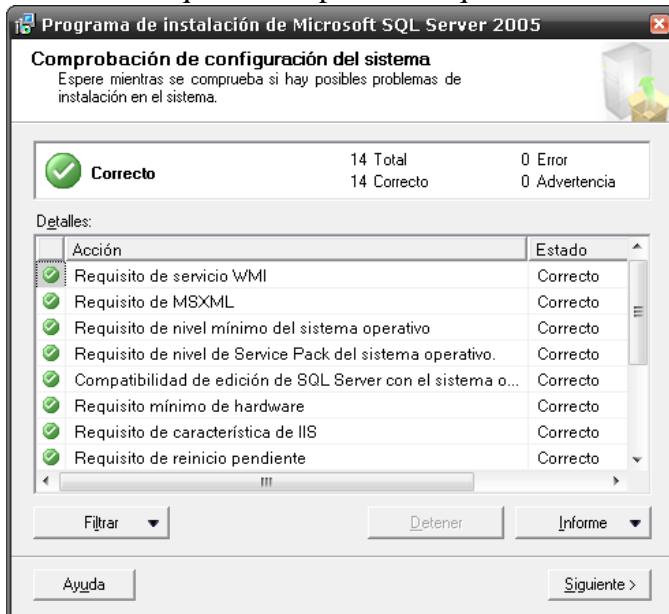 Programa de instalación de Microsoft SQL Server 2005
Comprobación de configuración del sistema
Espere mientras se comprueba si hay posibles problemas de
instalación en el sistema.
Correcto
14 Total
0 Error
14 Correcto
0 Advertencia
Detalles:
Acción
Estado
Requisito de servicio WMI
Correcto
Requisito de MSXML
Correcto
Requisito de nivel mínimo del sistema operativo
Correcto
Requisito de nivel de Service Pack del sistema operativo.
Correcto
Compatibilidad de edición de SQL Server con el sistema o...
Correcto
Requisito mínimo de hardware
Correcto
Requisito de característica de IIS
Correcto
Requisito de reinicio pendiente
Correcto
Filtrar
Detener
Informe
Ayuda
Siguiente >